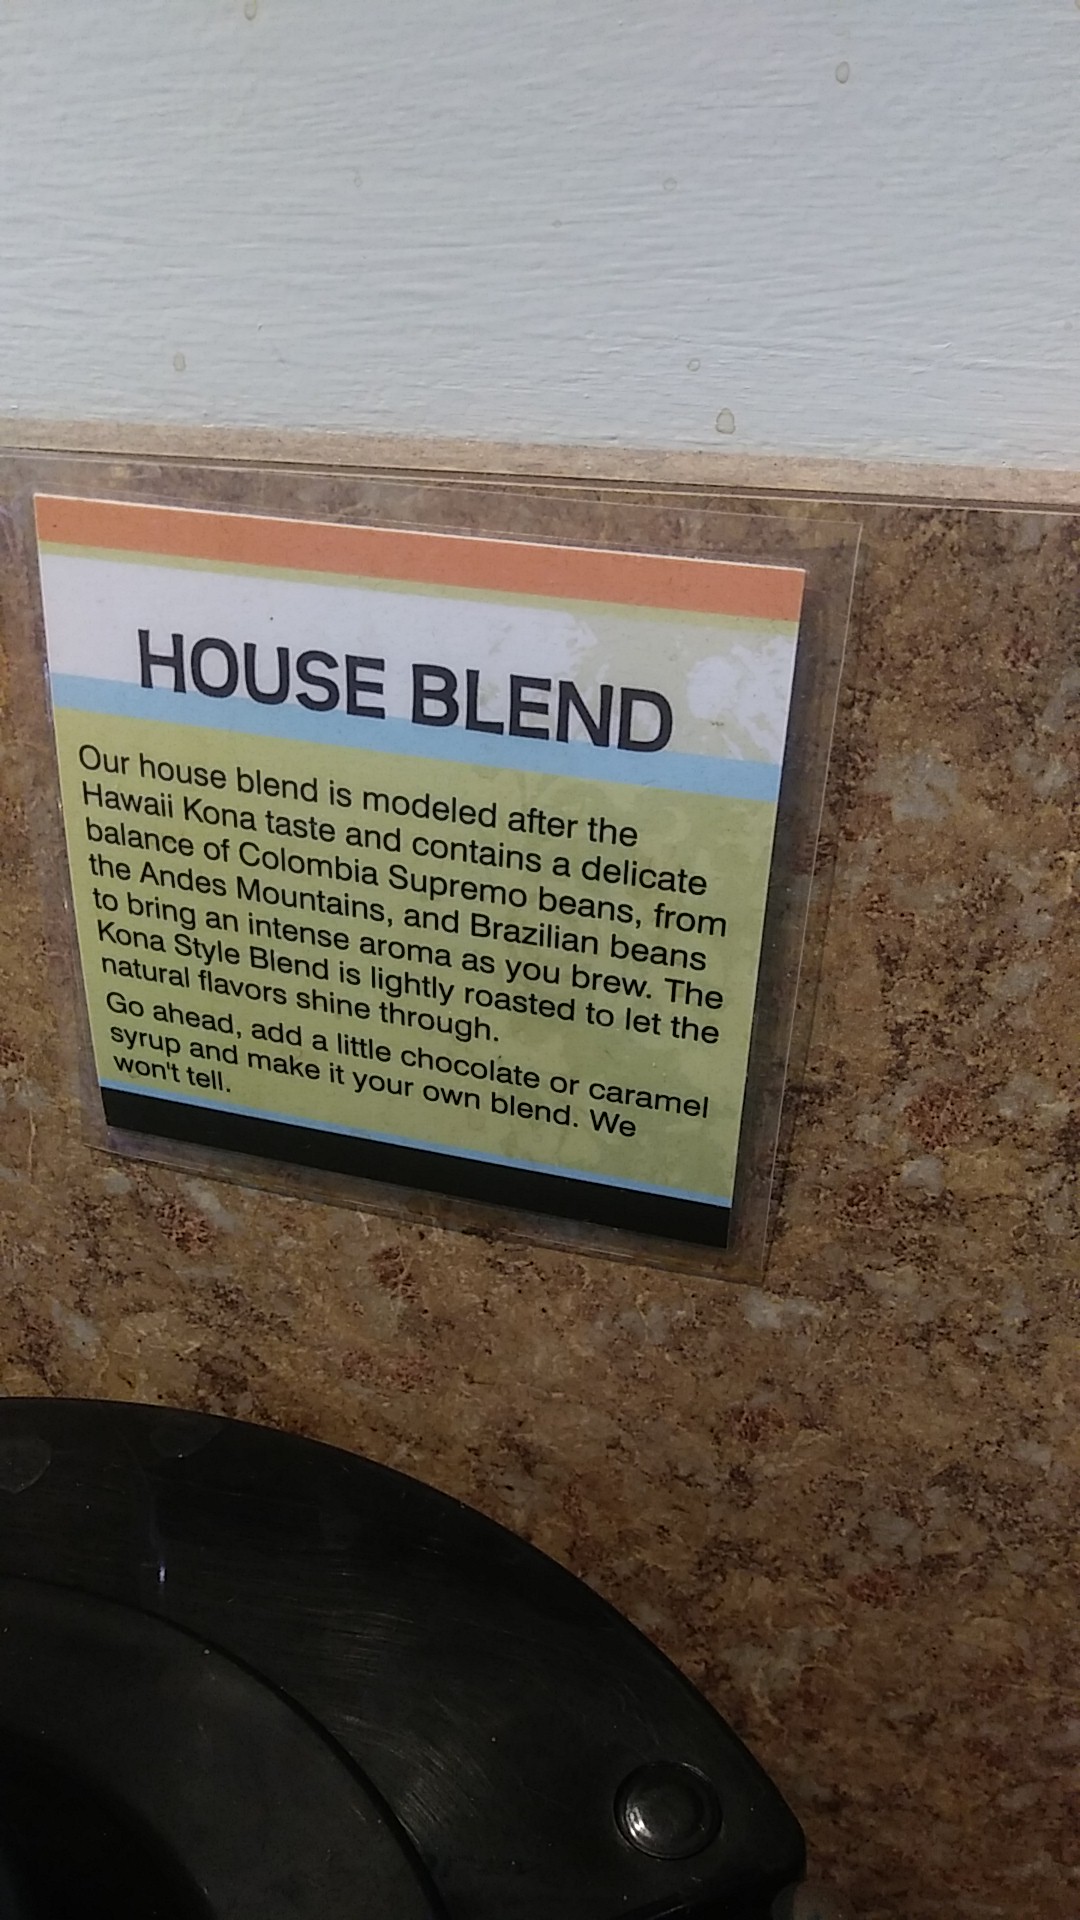 HOUSE BLEND
Our house blend is modeled after the
Hawaii Kona taste and contains a delicate
balance of Colombia Supremo beans, from
the Andes Mountains, and Brazilian beans
to bring an intense aroma as you brew. The
Kona Style Blend is lightly roasted to let the
natural flavors shine through.
Go ahead, add a little chocolate or caramel
syrup and make it your own blend. We
won't tell.